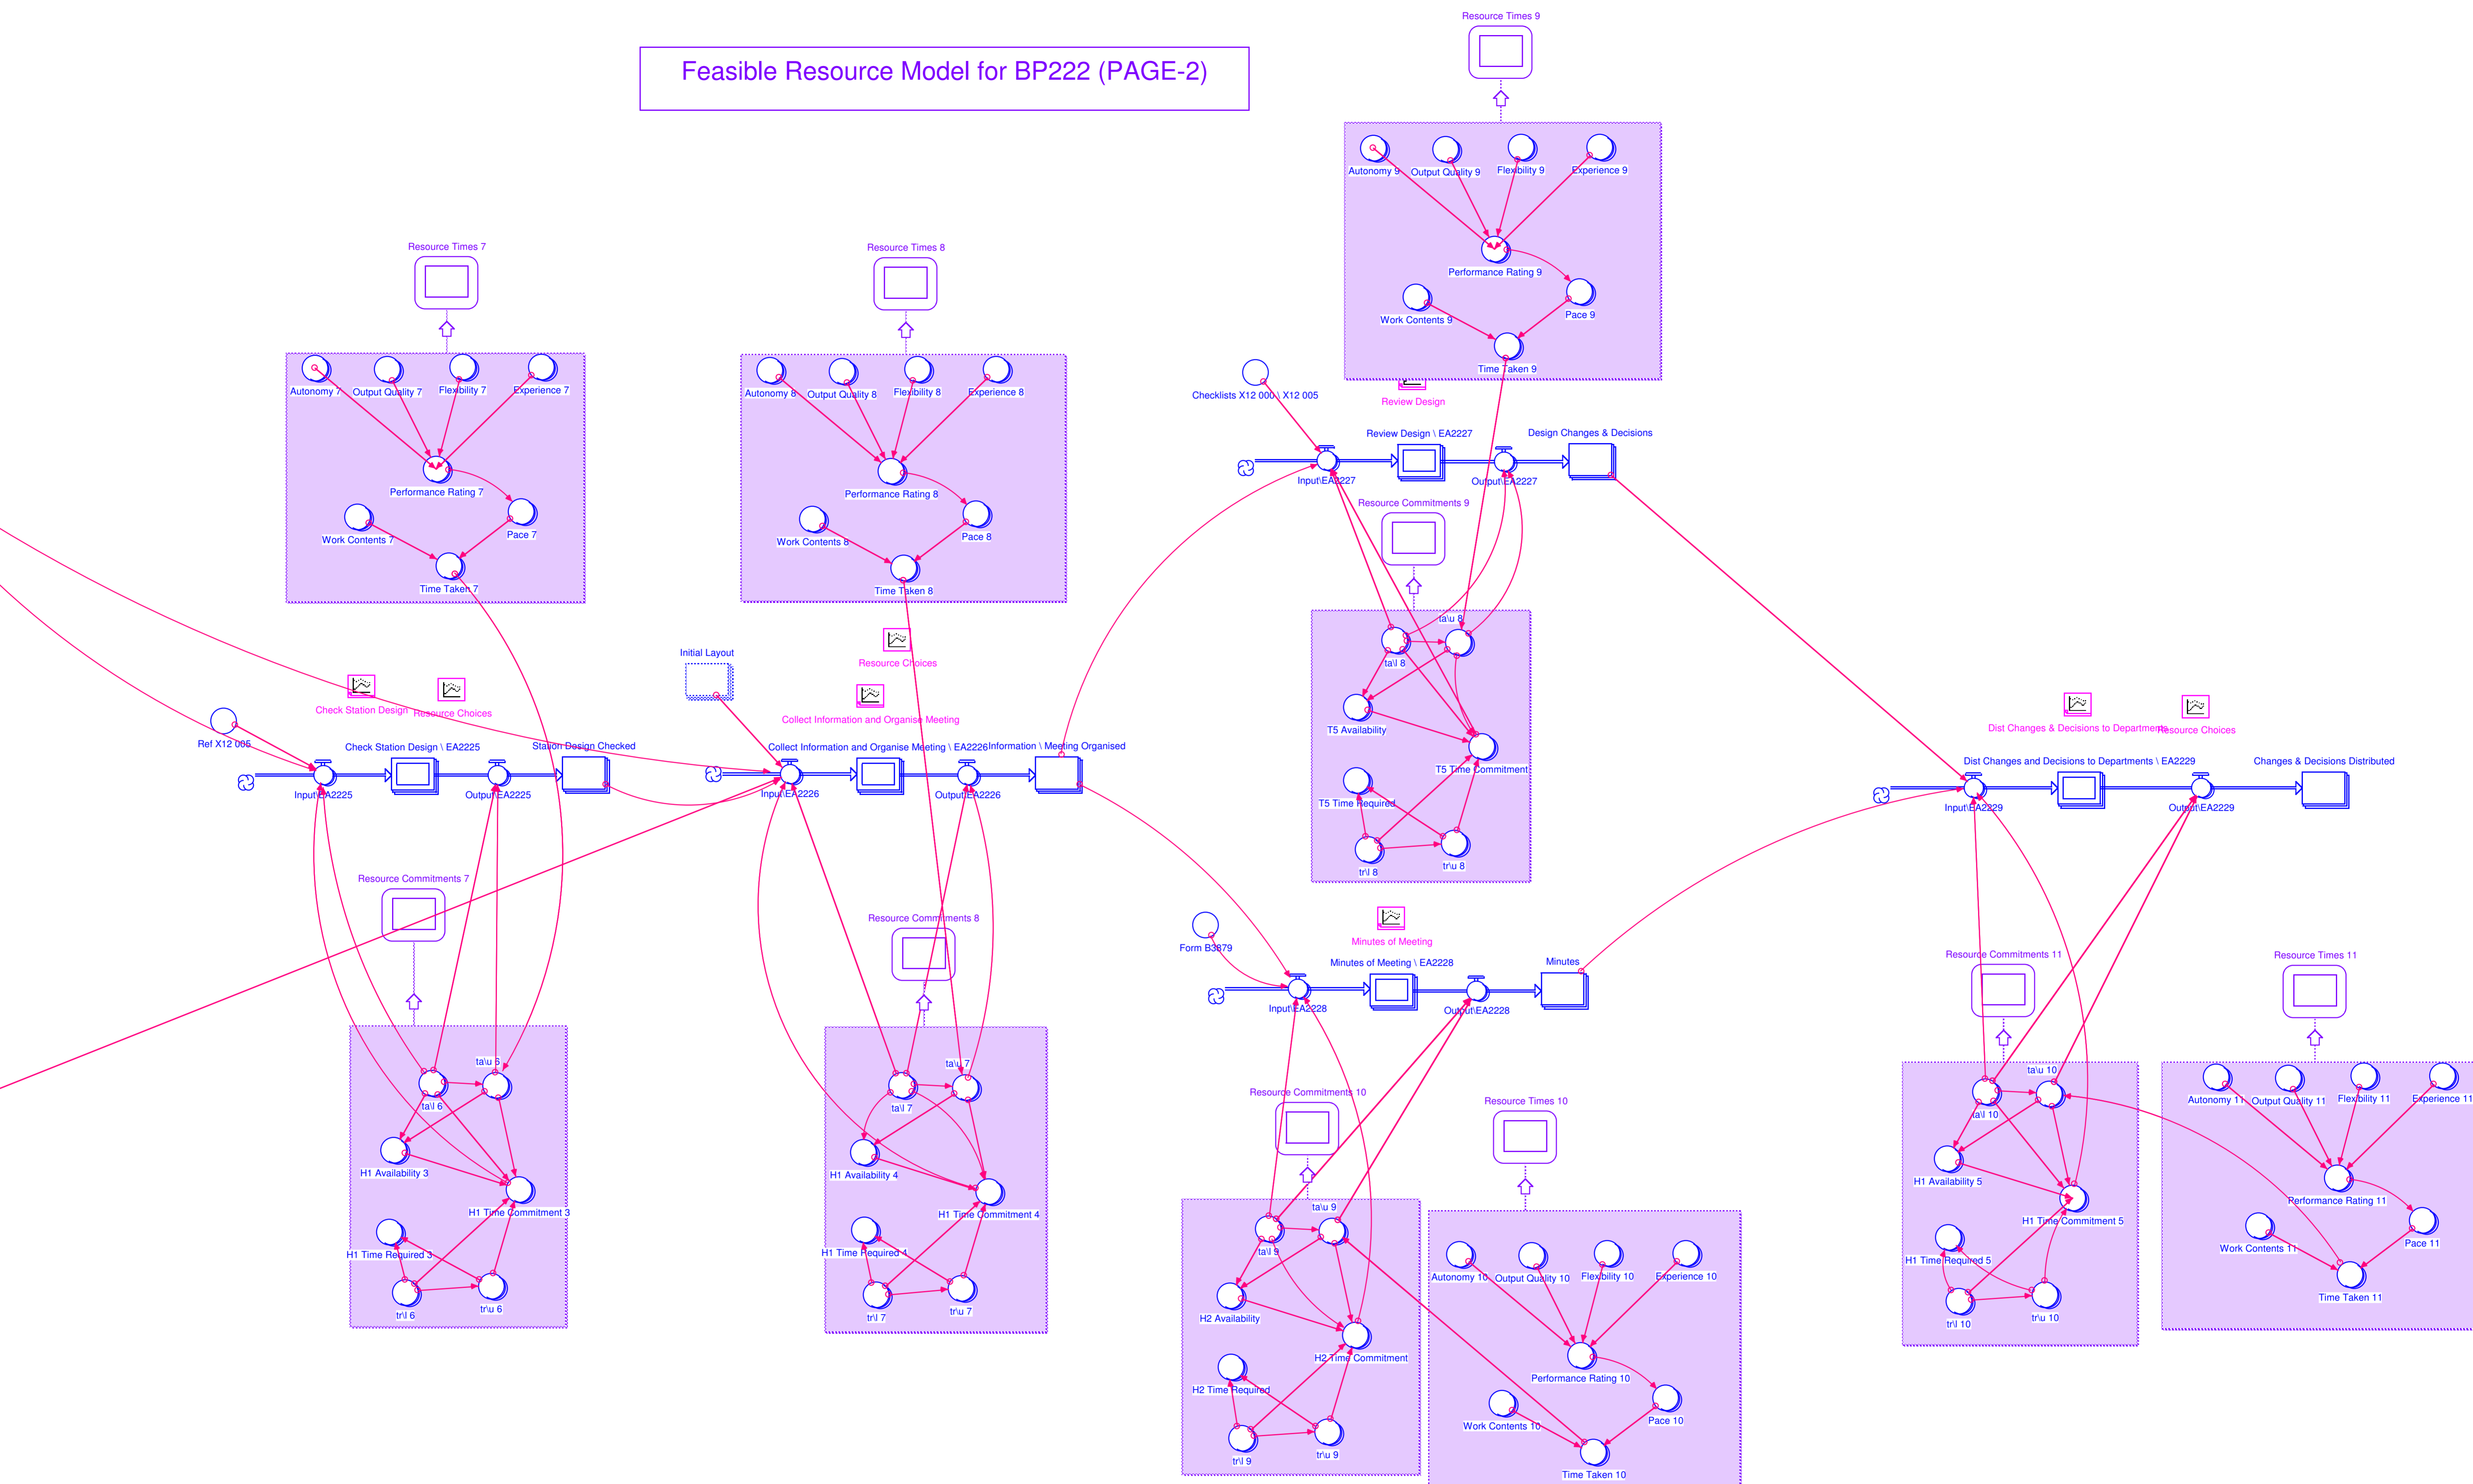 Resource Times 9
Feasible Resource Model for BP222 (PAGE-2)
Autonomy 9
Output Quality 9
Flexibility 9
Experience 9
Performance Rating 9
Work Contents 9
Pace 9
Time Taken 9
Resource Times 7
Autonomy 7
Output Quality 7
Flexibility 7
Experience 7
Performance Rating 7
Work Contents 7
Pace 7
Time Taken 7
Resource Times 8
Autonomy 8
Output Quality 8
Flexibility 8
Experience 8
Performance Rating 8
Work Contents 8
Pace 8
Time Taken 8
Checklists X12 000 \ X12 005
Review Design
Review Design \ EA2227
Design Changes & Decisions
Input\EA2227
Output\EA2227
Resource Commitments 9
ta\u 8
ta\l 8
T5 Availability
T5 Time Commitment
T5 Time Required
tr\l 8
tr\u 8
Check Station Design
Resource Choices
Ref X12 005
Check Station Design \ EA2225
Station Design Checked
Input\EA2225
Output\EA2225
Initial Layout
Resource Choices
Collect Information and Organise Meeting
Collect Information and Organise Meeting \ EA2226
Information \ Meeting Organised
Input\EA2226
Output\EA2226
Dist Changes & Decisions to Departments
Resource Choices
Dist Changes and Decisions to Departments \ EA2229
Changes & Decisions Distributed
Input\EA2229
Output\EA2229
Resource Commitments 7
ta\u 6
ta\l 6
H1 Availability 3
H1 Time Commitment 3
H1 Time Required 3
tr\l 6
tr\u 6
Resource Commitments 8
ta\u 7
ta\l 7
H1 Availability 4
H1 Time Commitment 4
H1 Time Required 4
tr\l 7
tr\u 7
Form B3879
Minutes of Meeting
Minutes of Meeting \ EA2228
Minutes
Input\EA2228
Output\EA2228
Resource Commitments 10
ta\u 9
ta\l 9
H2 Availability
H2 Time Commitment
H2 Time Required
tr\l 9
tr\u 9
Resource Times 10
Autonomy 10
Output Quality 10
Flexibility 10
Experience 10
Performance Rating 10
Work Contents 10
Pace 10
Time Taken 10
Resource Commitments 11
ta\u 10
ta\l 10
H1 Availability 5
H1 Time Commitment 5
H1 Time Required 5
tr\l 10
tr\u 10
Resource Times 11
Autonomy 11
Output Quality 11
Flexibility 11
Experience 11
Performance Rating 11
Work Contents 11
Pace 11
Time Taken 11